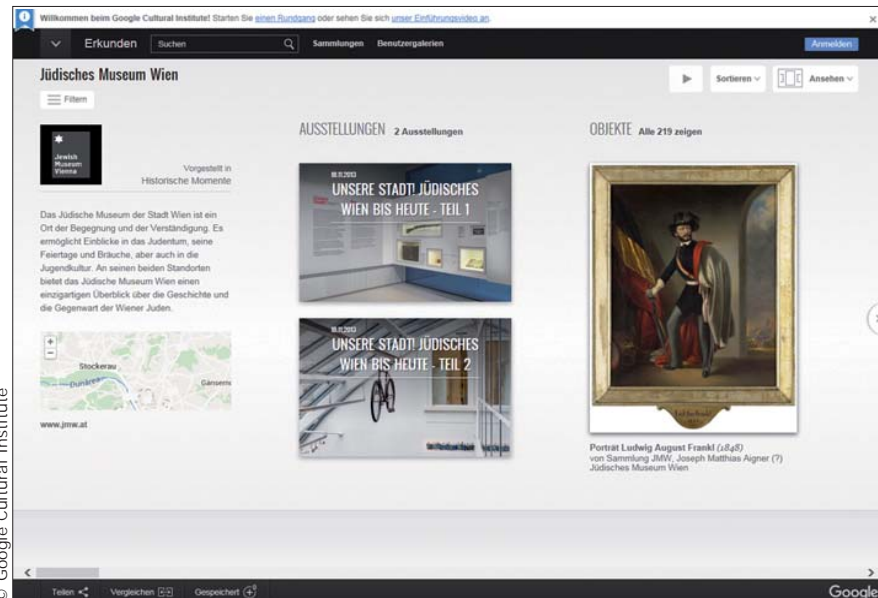 Willkommen beim Google Cultural Institute! Starten Sie einen Rundgang oder sehen Sie sich unser Einführungsvideo an.
Erkunden
Suchen
Sammlungen
Benutzergalerien
Anmelden
Jüdisches Museum Wien
Filtern
Sortieren
Ansehen
Jewish
Museum
Vienna
Vorgestellt in
Historische Momente
Das Jüdische Museum der Stadt Wien ist ein
Ort der Begegnung und der Verständigung. Es
ermöglicht Einblicke in das Judentum, seine
Feiertage und Bräuche, aber auch in die
Jugendkultur. An seinen beiden Standorten
bietet das Jüdische Museum Wien einen
einzigartigen Überblick über die Geschichte und
die Gegenwart der Wiener Juden.
+
-
Stockerau
www.jmw.at
AUSSTELLUNGEN 2 Ausstellungen
UNSERE STADT! JÜDISCHES
WIEN BIS HEUTE - TEIL 1
UNSERE STADT! JÜDISCHES
WIEN BIS HEUTE - TEIL 2
OBJEKTE Alle 219 zeigen
Porträt Ludwig August Frankl (1848)
von Sammlung JMW, Joseph Matthias Aigner (?)
Jüdisches Museum Wien
Teilen
Vergleichen
Gespeichert
Google
© Google Cultural Institute